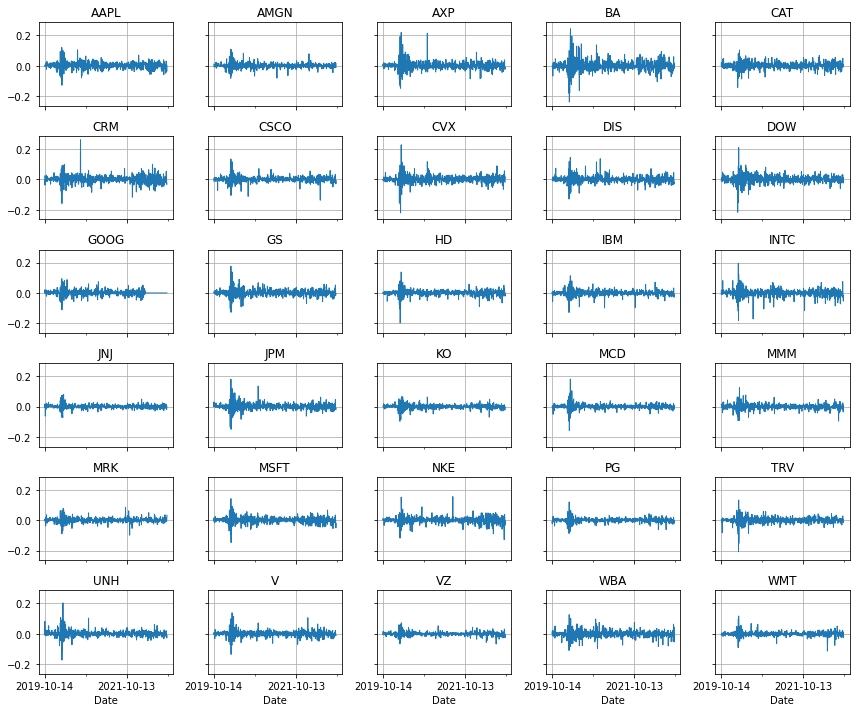 AAPL AMGN AXP BA CAT
0.2
0.0
−0.2
CRM CSCO CVX DIS DOW
0.2
0.0
−0.2
GOOG GS HD IBM INTC
0.2
0.0
−0.2
JNJ JPM KO MCD MMM
0.2
0.0
−0.2
MRK MSFT NKE PG TRV
0.2
0.0
−0.2
UNH V VZ WBA WMT
0.2
0.0
−0.2
2019-10-14 2021-10-13 2019-10-14 2021-10-13 2019-10-14 2021-10-13 2019-10-14 2021-10-13 2019-10-14 2021-10-13
Date Date Date Date Date